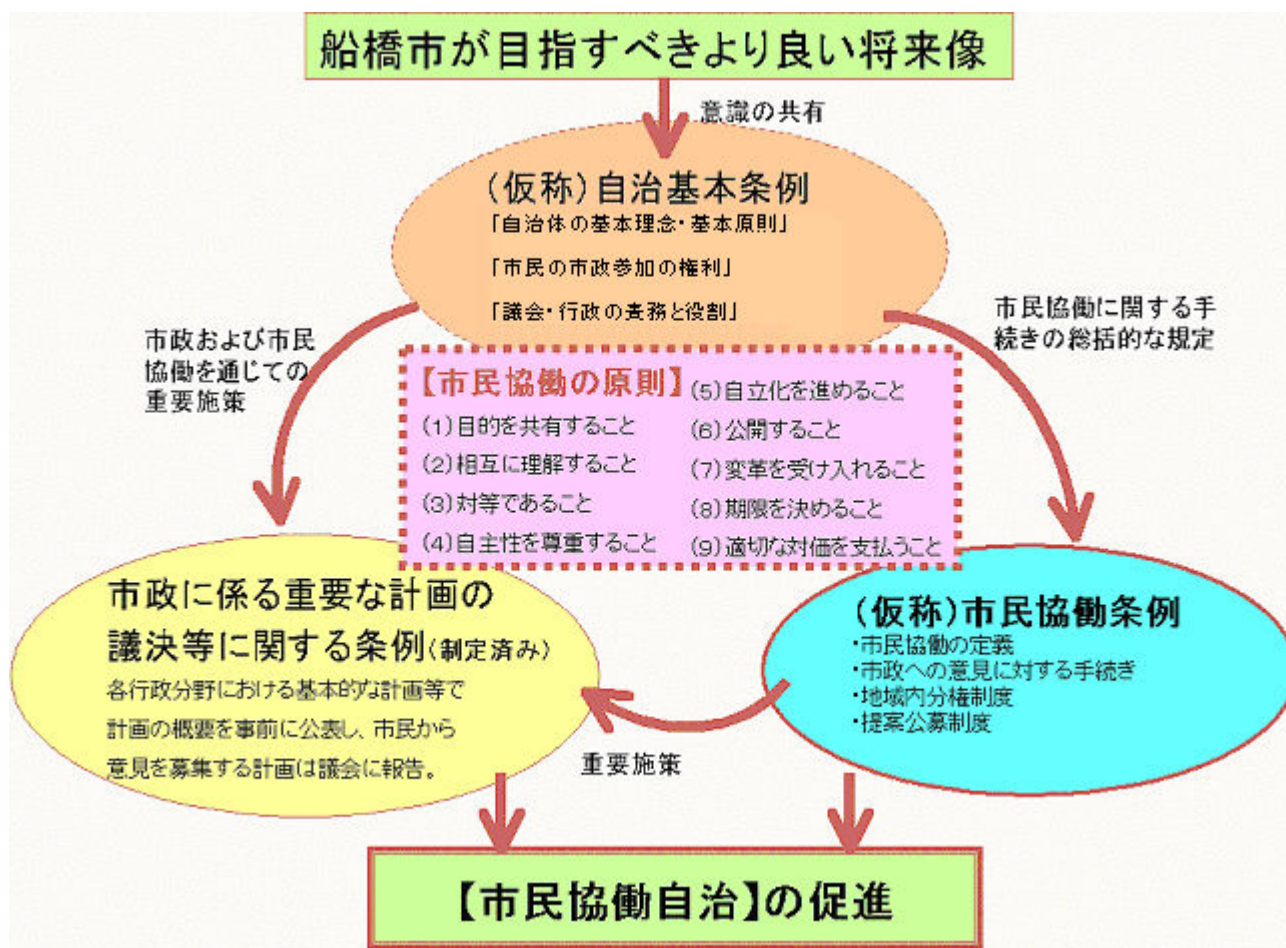 船橋市が目指すべきより良い将来像
意識の共有
(仮称)自治基本条例
「自治体の基本理念・基本原則」
「市民の市政参加の権利」
「議会・行政の責務と役割」
市政および市民
協働を通じての
重要施策
市民協働に関する手
続きの総括的な規定
【市民協働の原則】
(1)目的を共有すること
(2)相互に理解すること
(3)対等であること
(4)自主性を尊重すること
(5)自立化を進めること
(6)公開すること
(7)変革を受け入れること
(8)期限を決めること
(9)適切な対価を支払うこと
市政に係る重要な計画の
議決等に関する条例(制定済み)
各行政分野における基本的な計画等で
計画の概要を事前に公表し、市民から
意見を募集する計画は議会に報告。
(仮称)市民協働条例
・市民協働の定義
・市政への意見に対する手続き
・地域内分権制度
・提案公募制度
重要施策
【市民協働自治】の促進